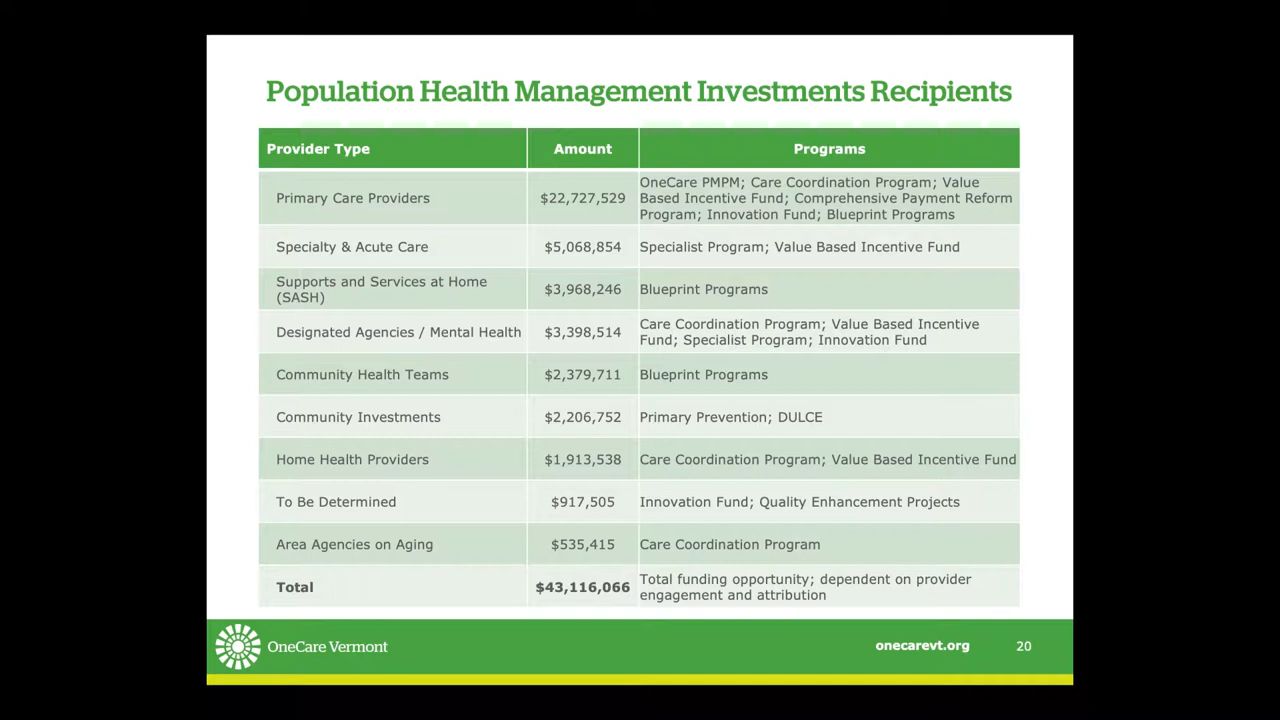 Population Health Management Investments Recipients
Provider Type Amount Programs
Primary Care Providers $22,727,529 OneCare PMPM; Care Coordination Program; Value
Based Incentive Fund; Comprehensive Payment Reform
Program; Innovation Fund; Blueprint Programs
Specialty & Acute Care $5,068,854 Specialist Program; Value Based Incentive Fund
Supports and Services at Home
(SASH) $3,968,246 Blueprint Programs
Designated Agencies / Mental Health $3,398,514 Care Coordination Program; Value Based Incentive
Fund; Specialist Program; Innovation Fund
Community Health Teams $2,379,711 Blueprint Programs
Community Investments $2,206,752 Primary Prevention; DULCE
Home Health Providers $1,913,538 Care Coordination Program; Value Based Incentive Fund
To Be Determined $917,505 Innovation Fund; Quality Enhancement Projects
Area Agencies on Aging $535,415 Care Coordination Program
Total $43,116,066 Total funding opportunity; dependent on provider
engagement and attribution
OneCare Vermont onecarevt.org 20